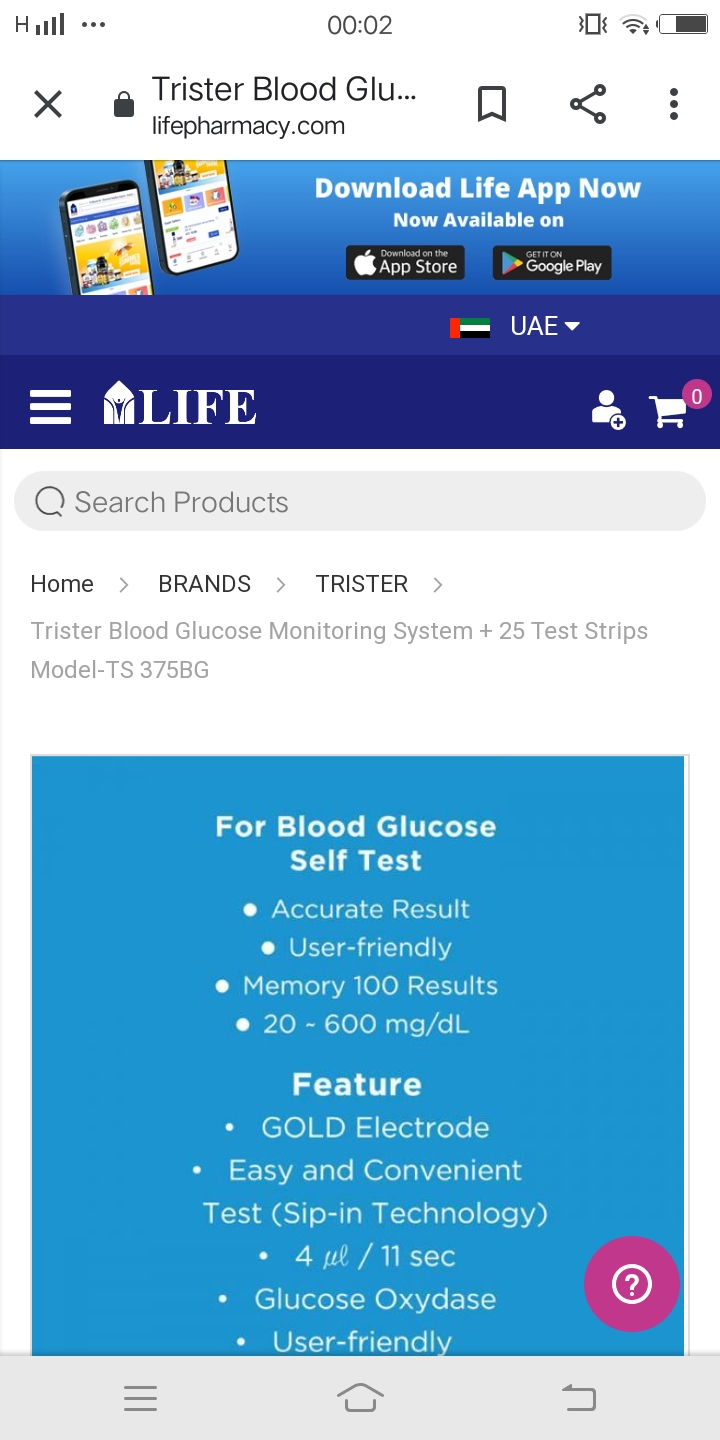 H 00:02
Trister Blood Glu...
lifepharmacy.com
Download Life App Now
Now Available on
Download on the
App Store
GET IT ON
Google Play
UAE
LIFE
0
Search Products
Home > BRANDS > TRISTER >
Trister Blood Glucose Monitoring System + 25 Test Strips
Model-TS 375BG
For Blood Glucose
Self Test
● Accurate Result
● User-friendly
● Memory 100 Results
● 20 ~ 600 mg/dL
Feature
• GOLD Electrode
• Easy and Convenient
Test (Sip-in Technology)
• 4 μl / 11 sec
• Glucose Oxydase
• User-friendly
?